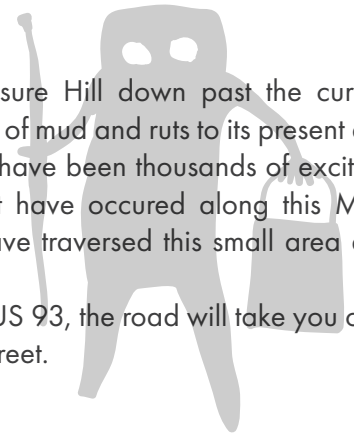 sure Hill down past the cur
of mud and ruts to its present
have been thousands of excit
have occured along this M
ve traversed this small area
US 93, the road will take you
reet.